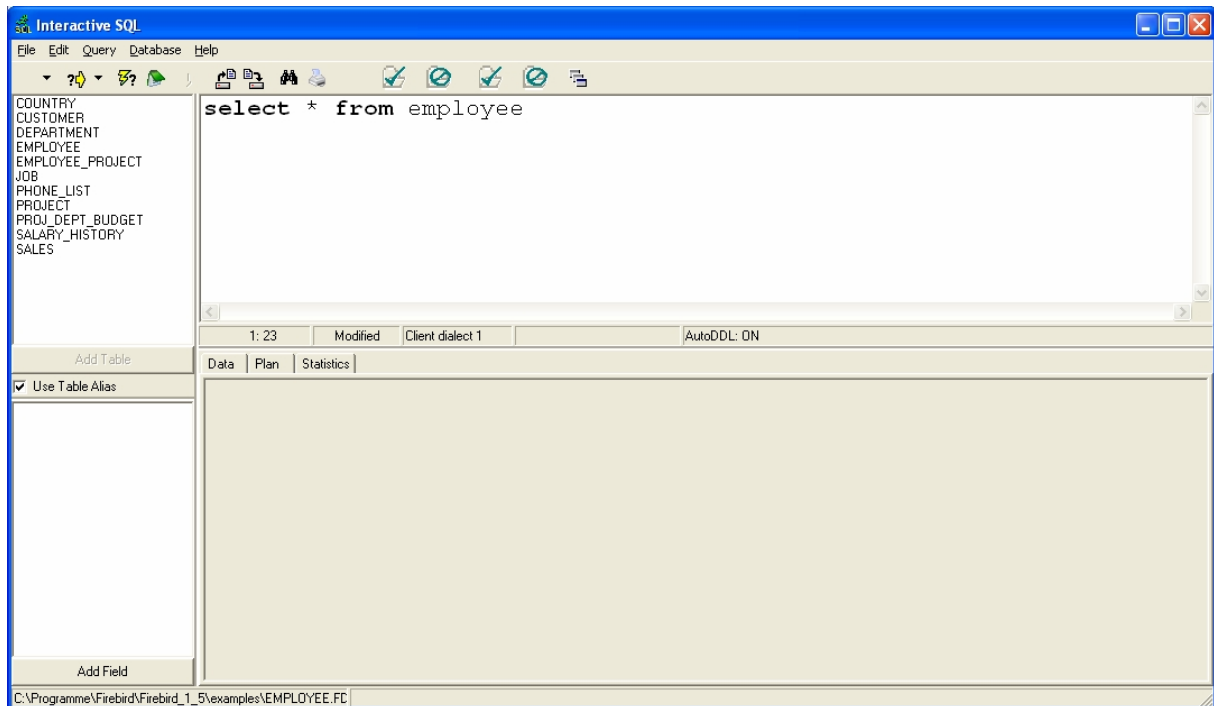 Interactive SQL
File Edit Query Database Help
COUNTRY
CUSTOMER
DEPARTMENT
EMPLOYEE
EMPLOYEE_PROJECT
JOB
PHONE_LIST
PROJECT
PROJ_DEPT_BUDGET
SALARY_HISTORY
SALES
select * from employee
1: 23 Modified Client dialect 1 AutoDDL: ON
Add Table
Data Plan Statistics
Use Table Alias
Add Field
C:\Programme\Firebird\Firebird_1_5\examples\EMPLOYEE.FD